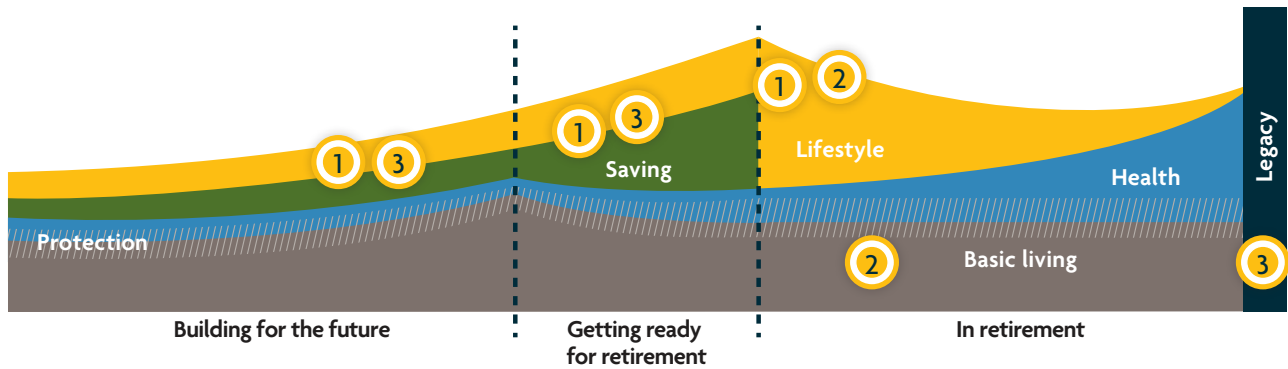 1
3
1
3
1
2
Saving
Lifestyle
Health
Legacy
Protection
2
Basic living
3
Building for the future
Getting ready
for retirement
In retirement